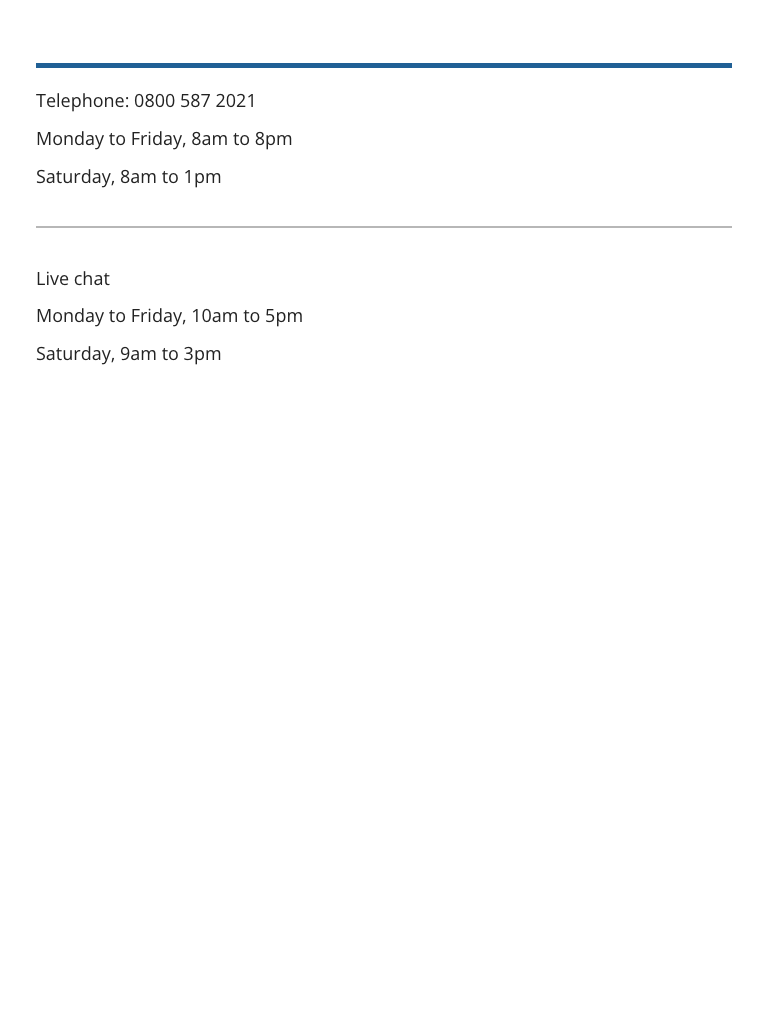 Telephone: 0800 587 2021
Monday to Friday, 8am to 8pm
Saturday, 8am to 1pm
Live chat
Monday to Friday, 10am to 5pm
Saturday, 9am to 3pm